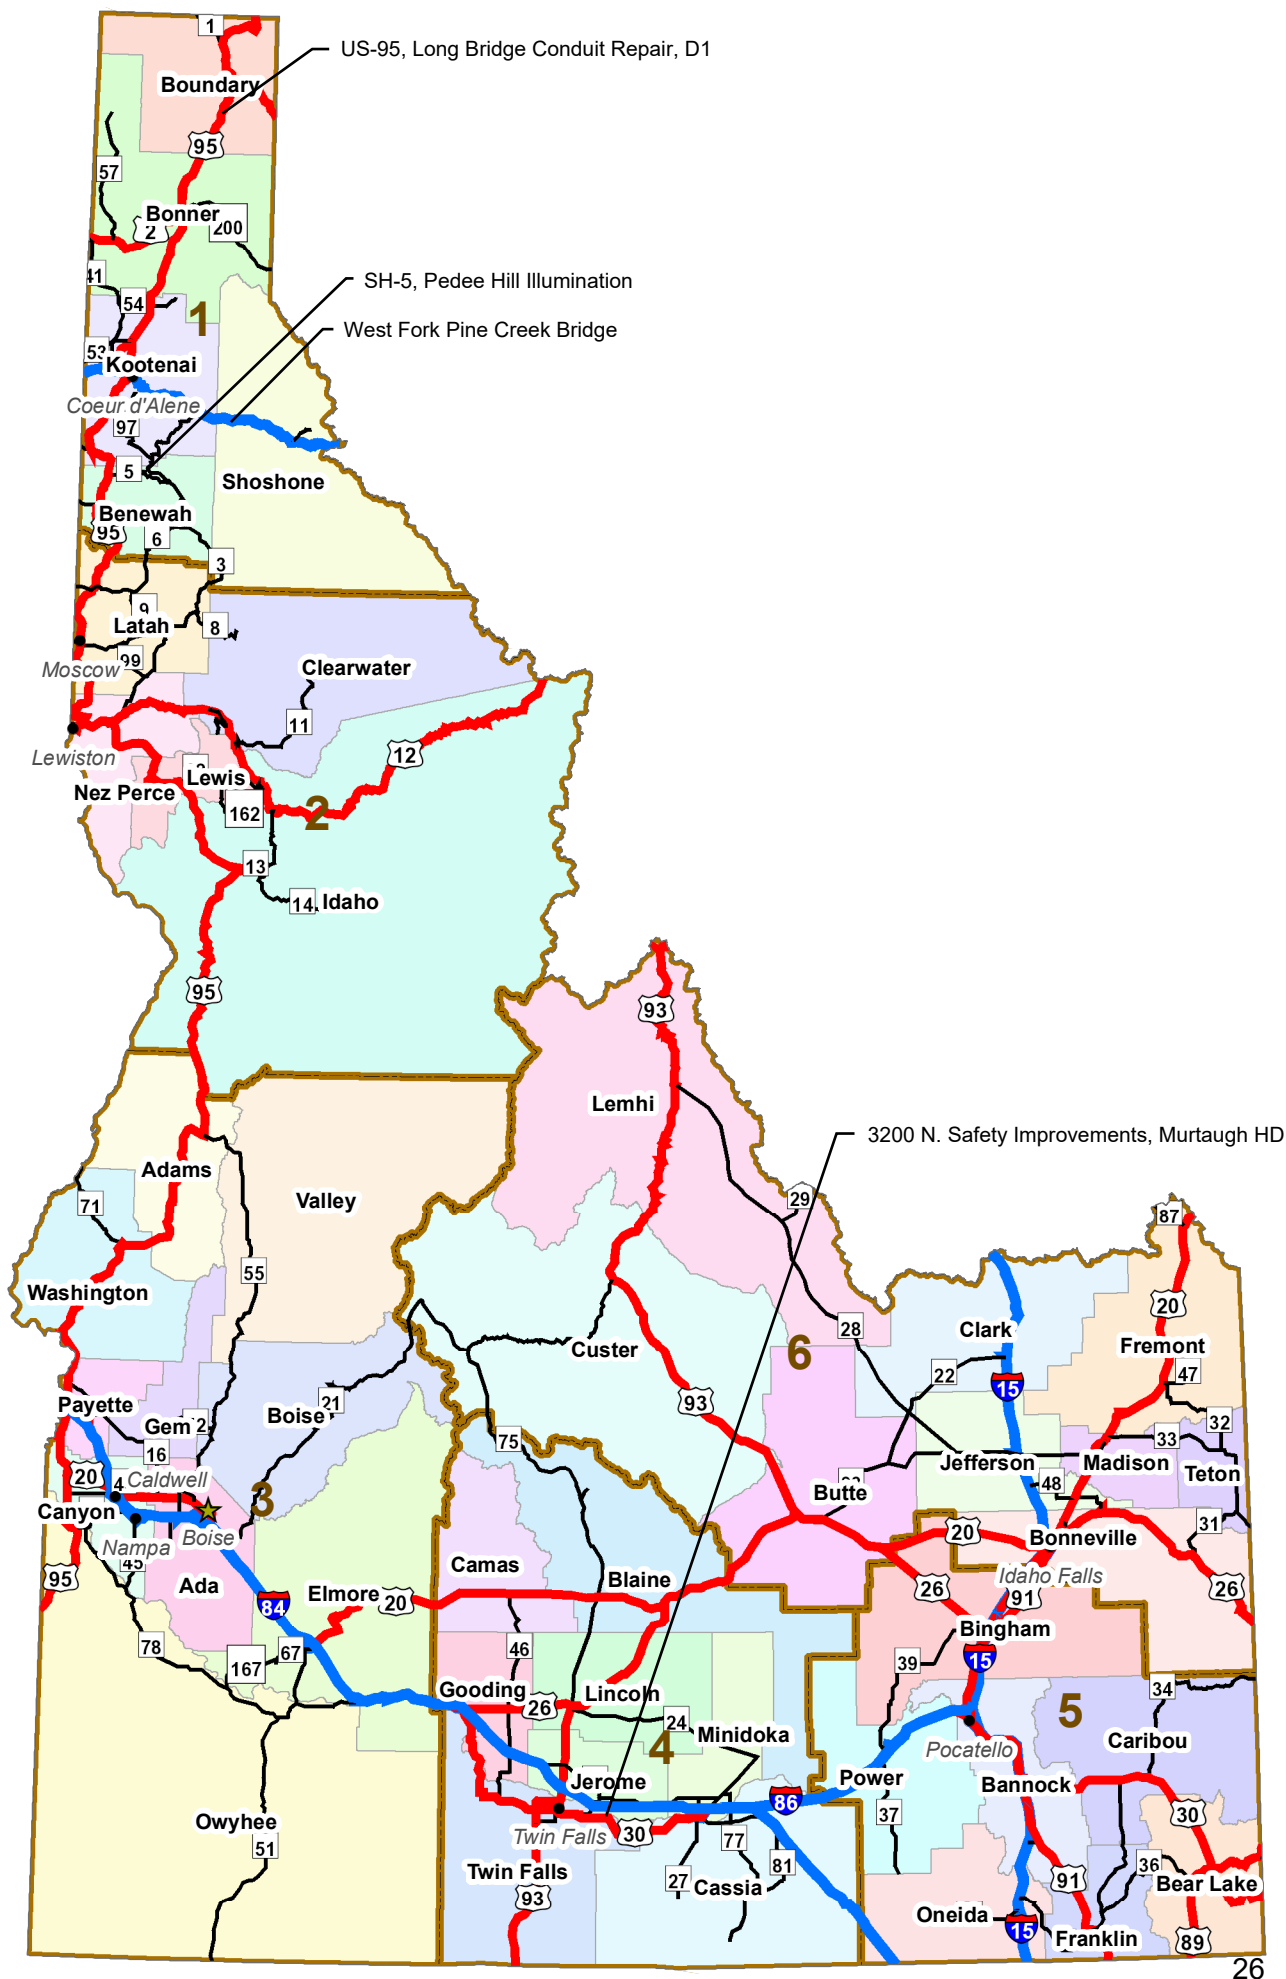 1
US-95, Long Bridge Conduit Repair, D1
Boundary
95
57
Bonner
2
200
41
SH-5, Pedee Hill Illumination
54
1
West Fork Pine Creek Bridge
53
Kootenai
Coeur d'Alene
97
5
Shoshone
Benewah
95
6
3
9
Latah
8
99
Moscow
Clearwater
11
12
Lewiston
Lewis
Nez Perce
162
2
13
14
Idaho
95
93
Lemhi
3200 N. Safety Improvements, Murtaugh HD
Adams
Valley
71
29
87
55
Washington
20
28
Clark
Custer
6
Fremont
22
47
15
93
Payette
21
Boise
Gem
32
75
16
33
Jefferson
Madison
Teton
20
4
Caldwell
48
Butte
3
Canyon
31
20
Bonneville
Nampa
Boise
45
Camas
95
Ada
Blaine
Idaho Falls
Elmore
20
26
91
26
84
Bingham
78
46
67
15
167
39
Gooding
Lincoln
34
26
24
5
Minidoka
4
Caribou
Pocatello
Jerome
Power
Bannock
86
37
30
Owyhee
Twin Falls
30
77
51
Twin Falls
81
36
27
Cassia
91
Bear Lake
93
Oneida
15
Franklin
89
26